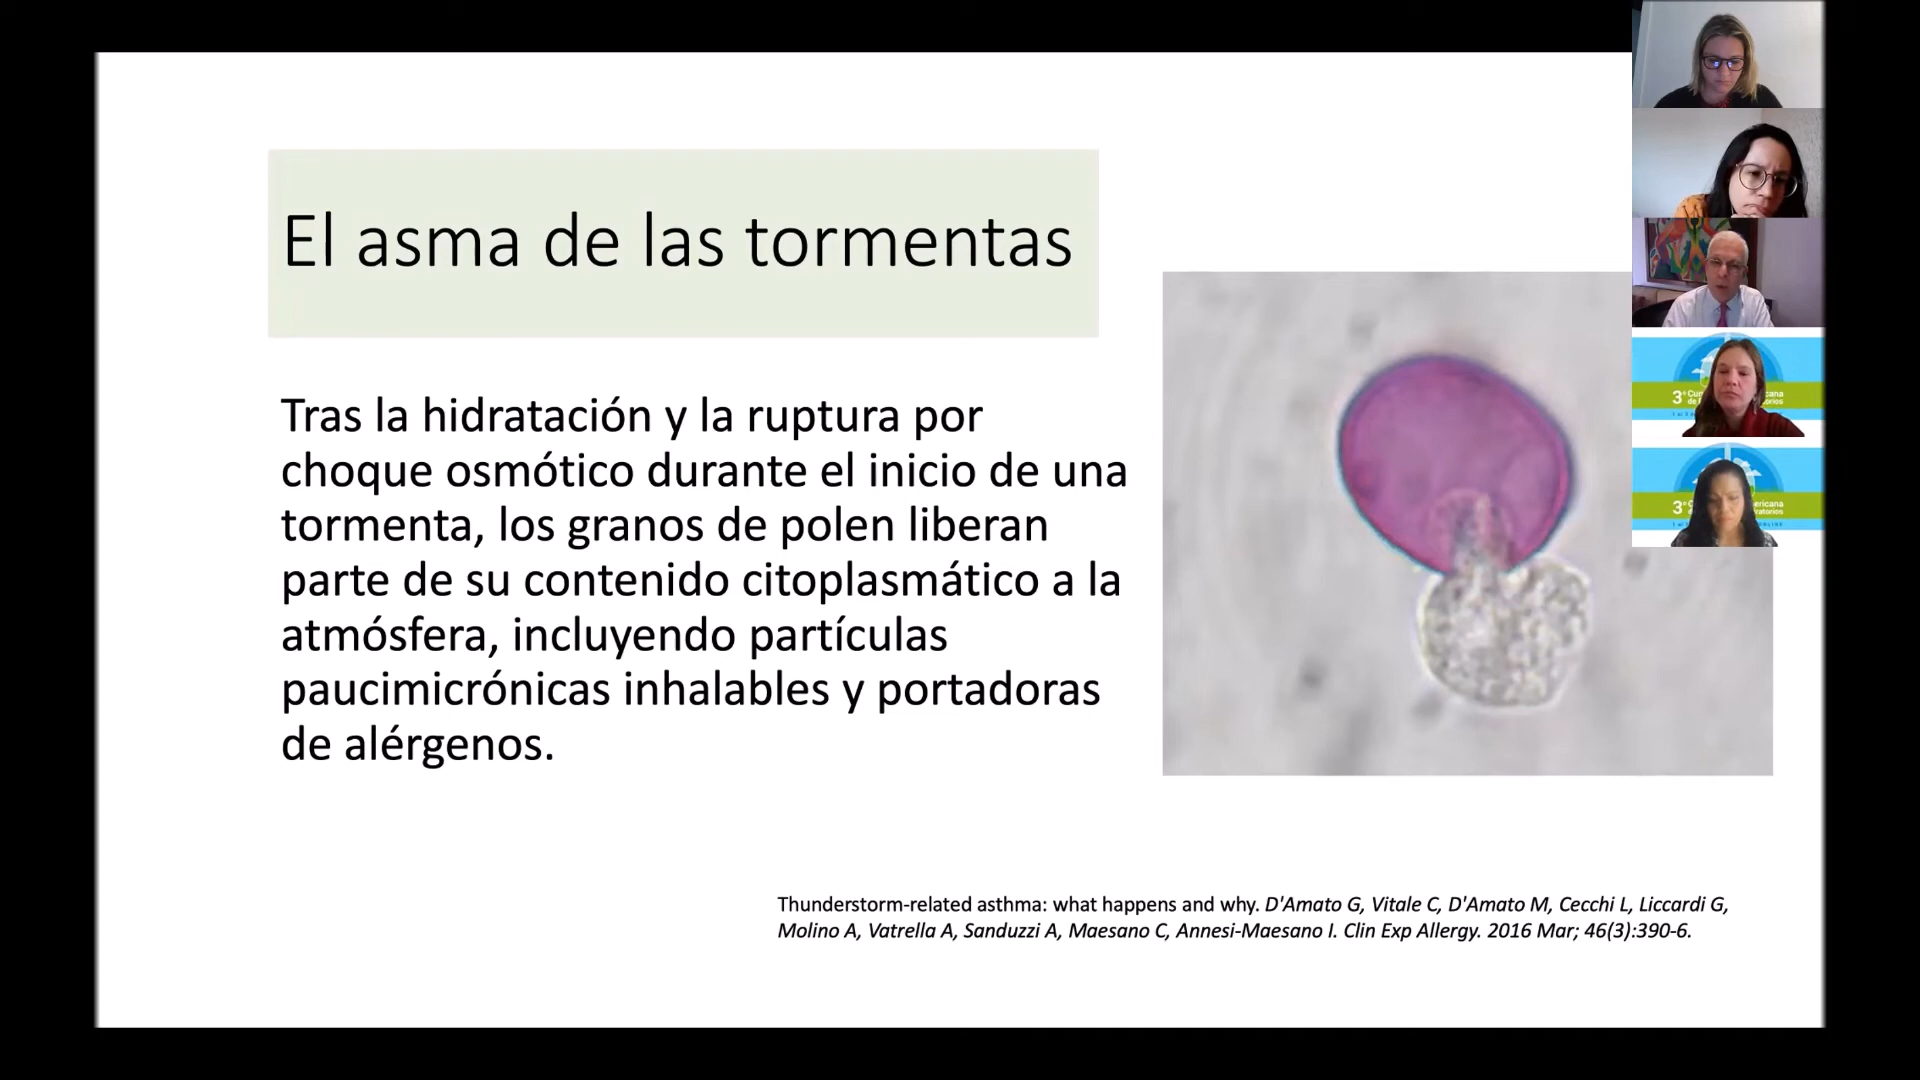 El asma de las tormentas
Tras la hidratación y la ruptura por
choque osmótico durante el inicio de una
tormenta, los granos de polen liberan
parte de su contenido citoplasmático a la
atmósfera, incluyendo partículas
paucimicrónicas inhalables y portadoras
de alérgenos.
Thunderstorm-related asthma: what happens and why. D'Amato G, Vitale C, D'Amato M, Cecchi L, Liccardi G,
Molino A, Vatrella A, Sanduzzi A, Maesano C, Annesi-Maesano I. Clin Exp Allergy. 2016 Mar; 46(3):390-6.